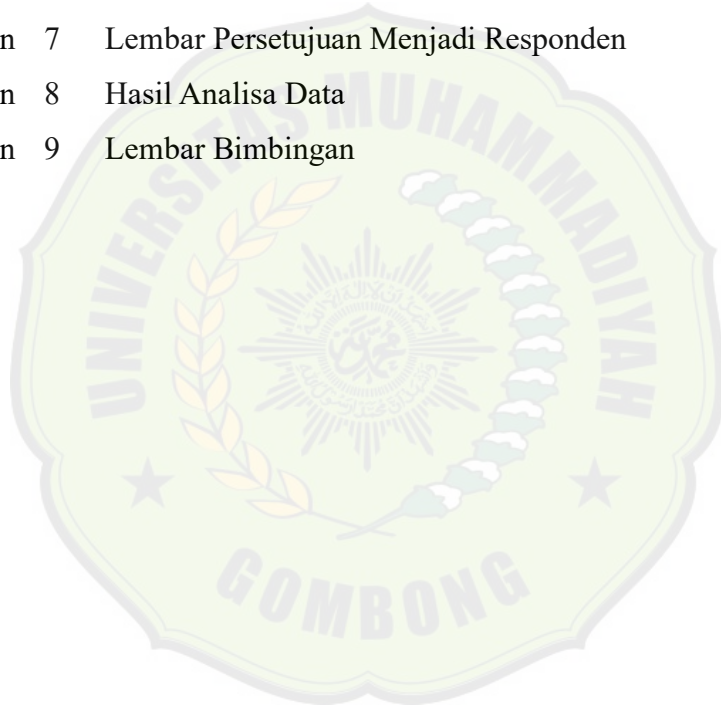 n 7 Lembar Persetujuan Menjadi Responden
n 8 Hasil Analisa Data
n 9 Lembar Bimbingan
UNIVERSITAS MUHAMMADIYAH
GOMBONG